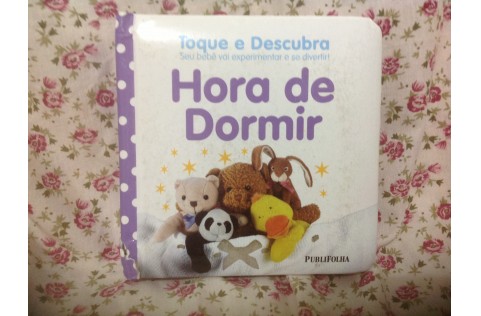 Toque e Descubra
Seu bebê vai experimentar e se divertir!
Hora de
Dormir
PUBLIFOLHA